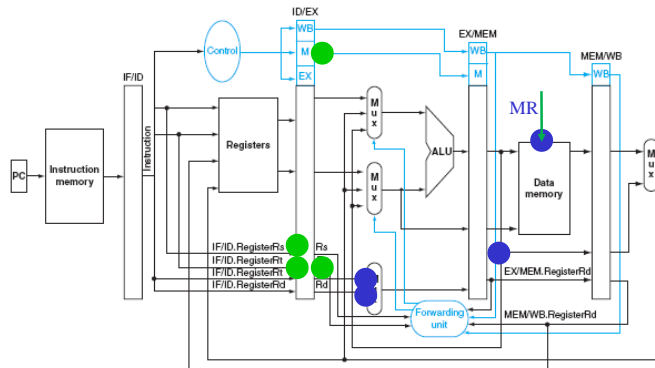 ID/EX
WB
M
EX
Control
EX/MEM
WB
M
MEM/WB
WB
IF/ID
MR
PC
Instruction
memory
Instruction
Registers
M
u
x
M
u
x
ALU
Data
memory
M
u
x
IF/ID.RegisterRs
IF/ID.RegisterRt
IF/ID.RegisterRt
IF/ID.RegisterRd
Rs
Rd
EX/MEM.RegisterRd
Forwarding
unit
MEM/WB.RegisterRd